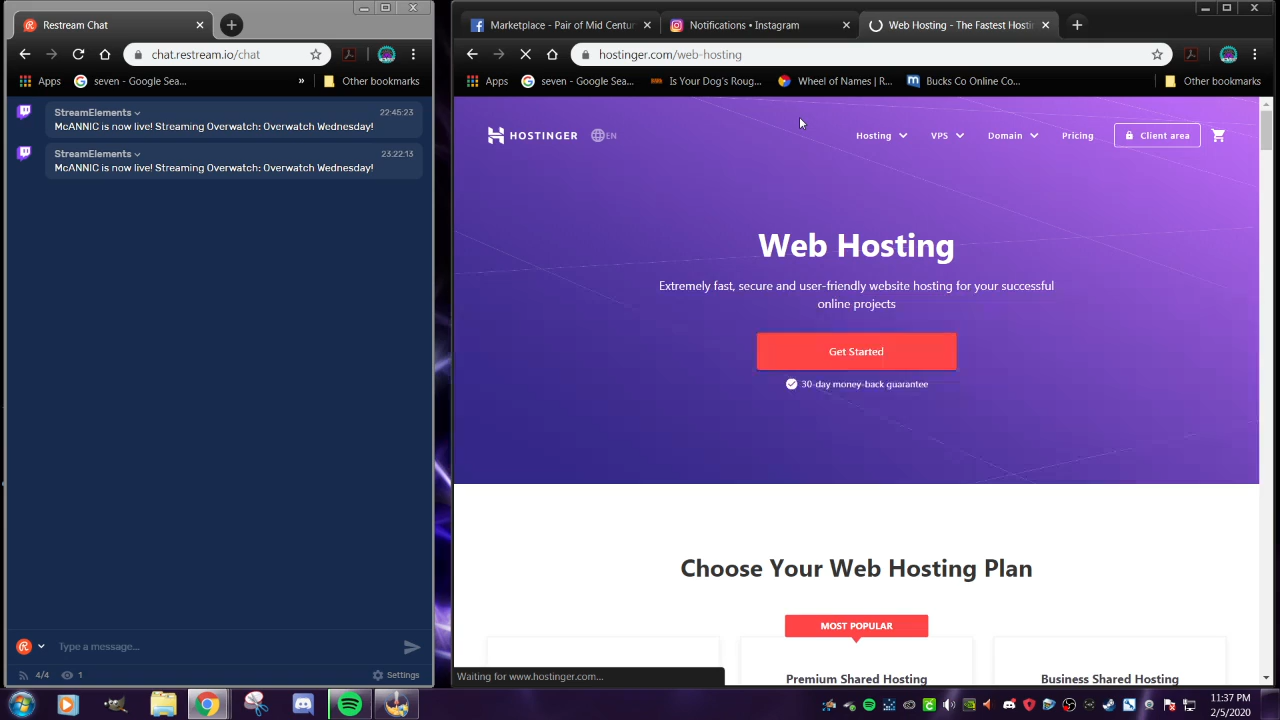 Restream Chat
chat.restream.io/chat
Apps
seven - Google Sea...
»
Other bookmarks
StreamElements
22:45:23
McANNIC is now live! Streaming Overwatch: Overwatch Wednesday!
StreamElements
23:22:13
McANNIC is now live! Streaming Overwatch: Overwatch Wednesday!
Type a message...
4/4
1
Settings
Marketplace - Pair of Mid Centur
Notifications • Instagram
Web Hosting - The Fastest Hosti
hostinger.com/web-hosting
Apps
seven - Google Sea...
Is Your Dog's Roug...
Wheel of Names | R...
Bucks Co Online Co...
Other bookmarks
HOSTINGER
EN
Hosting
VPS
Domain
Pricing
Client area
Web Hosting
Extremely fast, secure and user-friendly website hosting for your successful
online projects
Get Started
30-day money-back guarantee
Choose Your Web Hosting Plan
MOST POPULAR
Premium Shared Hosting
Business Shared Hosting
Waiting for www.hostinger.com...
11:37 PM
2/5/2020